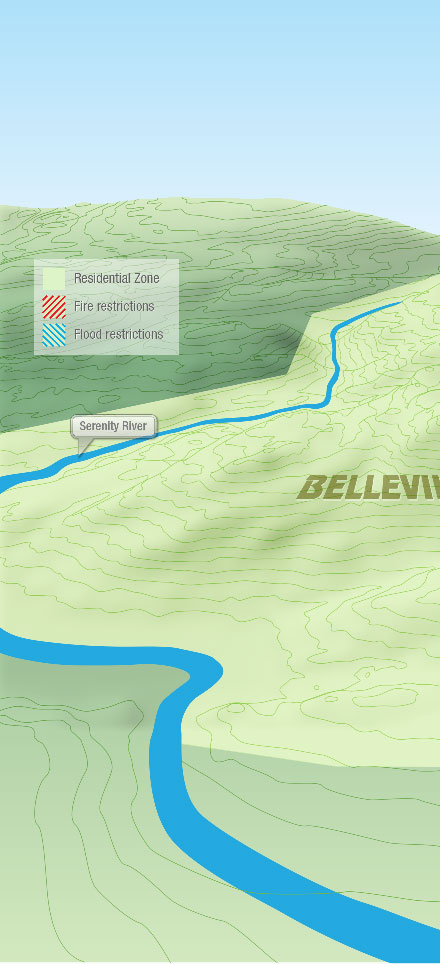 Residential Zone
Fire restrictions
Flood restrictions
Serenity River